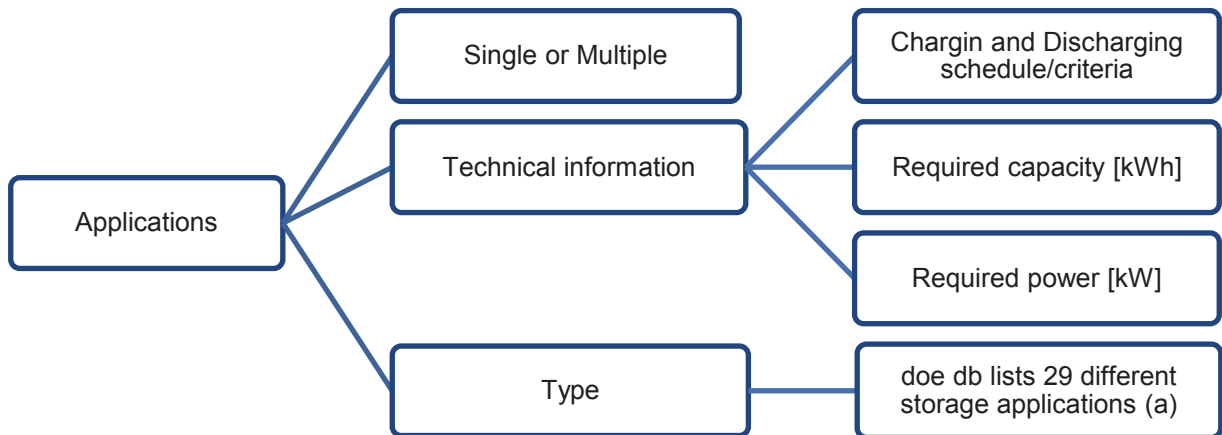 Applications
Single or Multiple
Technical information
Type
Chargin and Discharging
schedule/criteria
Required capacity [kWh]
Required power [kW]
doe db lists 29 different
storage applications (a)